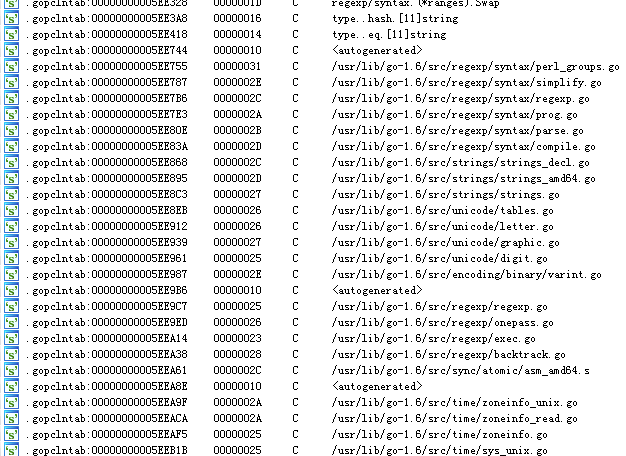 's' .gopclntab:00000000005EE328 0000001D C regexp/syntax.(*ranges).Swap
's' .gopclntab:00000000005EE3A8 00000016 C type..hash.[11]string
's' .gopclntab:00000000005EE418 00000014 C type..eq.[11]string
's' .gopclntab:00000000005EE744 00000010 C <autogenerated>
's' .gopclntab:00000000005EE755 00000031 C /usr/lib/go-1.6/src/regexp/syntax/perl_groups.go
's' .gopclntab:00000000005EE787 0000002E C /usr/lib/go-1.6/src/regexp/syntax/simplify.go
's' .gopclntab:00000000005EE7B6 0000002C C /usr/lib/go-1.6/src/regexp/syntax/regexp.go
's' .gopclntab:00000000005EE7E3 0000002A C /usr/lib/go-1.6/src/regexp/syntax/prog.go
's' .gopclntab:00000000005EE80E 0000002B C /usr/lib/go-1.6/src/regexp/syntax/parse.go
's' .gopclntab:00000000005EE83A 0000002D C /usr/lib/go-1.6/src/regexp/syntax/compile.go
's' .gopclntab:00000000005EE868 0000002C C /usr/lib/go-1.6/src/strings/strings_decl.go
's' .gopclntab:00000000005EE895 0000002D C /usr/lib/go-1.6/src/strings/strings_amd64.go
's' .gopclntab:00000000005EE8C3 00000027 C /usr/lib/go-1.6/src/strings/strings.go
's' .gopclntab:00000000005EE8EB 00000026 C /usr/lib/go-1.6/src/unicode/tables.go
's' .gopclntab:00000000005EE912 00000026 C /usr/lib/go-1.6/src/unicode/letter.go
's' .gopclntab:00000000005EE939 00000027 C /usr/lib/go-1.6/src/unicode/graphic.go
's' .gopclntab:00000000005EE961 00000025 C /usr/lib/go-1.6/src/unicode/digit.go
's' .gopclntab:00000000005EE987 0000002E C /usr/lib/go-1.6/src/encoding/binary/varint.go
's' .gopclntab:00000000005EE9B6 00000010 C <autogenerated>
's' .gopclntab:00000000005EE9C7 00000025 C /usr/lib/go-1.6/src/regexp/regexp.go
's' .gopclntab:00000000005EE9ED 00000026 C /usr/lib/go-1.6/src/regexp/onepass.go
's' .gopclntab:00000000005EEA14 00000023 C /usr/lib/go-1.6/src/regexp/exec.go
's' .gopclntab:00000000005EEA38 00000028 C /usr/lib/go-1.6/src/regexp/backtrack.go
's' .gopclntab:00000000005EEA61 0000002C C /usr/lib/go-1.6/src/sync/atomic/asm_amd64.s
's' .gopclntab:00000000005EEA8E 00000010 C <autogenerated>
's' .gopclntab:00000000005EEA9F 0000002A C /usr/lib/go-1.6/src/time/zoneinfo_unix.go
's' .gopclntab:00000000005EEACA 0000002A C /usr/lib/go-1.6/src/time/zoneinfo_read.go
's' .gopclntab:00000000005EEAF5 00000025 C /usr/lib/go-1.6/src/time/zoneinfo.go
's' .gopclntab:00000000005EEB1B 00000025 C /usr/lib/go-1.6/src/time/sys_unix.go